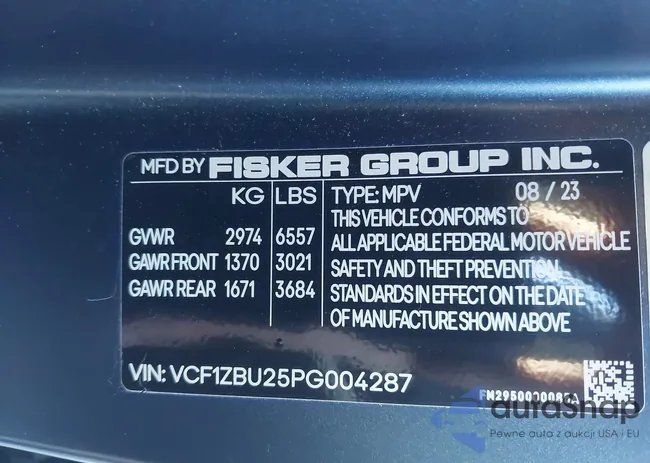 MFD BY FISKER GROUP INC.
KG LBS TYPE: MPV 08 / 23
THIS VEHICLE CONFORMS TO
GVWR 2974 6557 ALL APPLICABLE FEDERAL MOTOR VEHICLE
GAWR FRONT 1370 3021 SAFETY AND THEFT PREVENTION
GAWR REAR 1671 3684 STANDARDS IN EFFECT ON THE DATE
OF MANUFACTURE SHOWN ABOVE
VIN: VCF1ZBU25PG004287
autoShap
Pewne auta z aukcji USA i EU